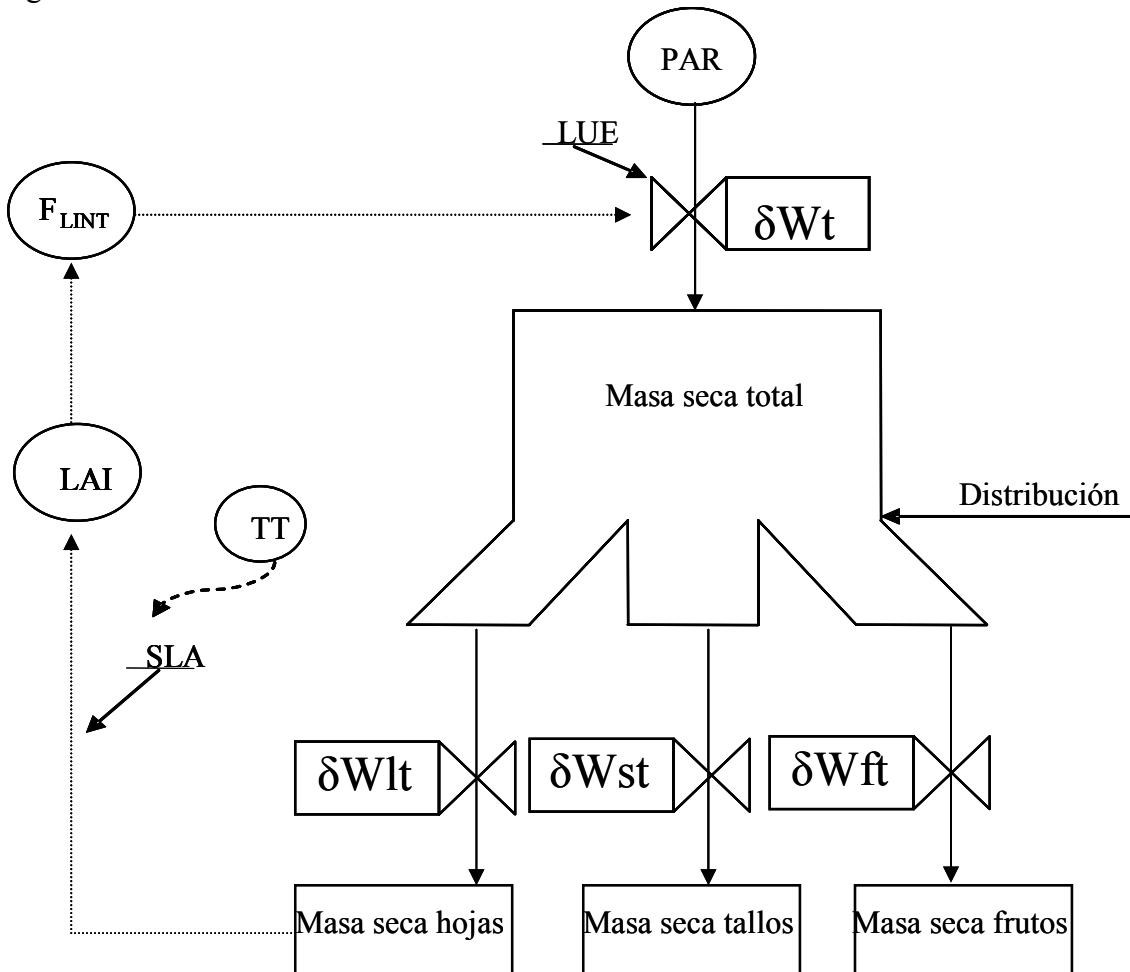 PAR
LUE
F LINT
δWt
Masa seca total
LAI
Distribución
TT
SLA
δWlt
δWst
δWft
Masa seca hojas
Masa seca tallos
Masa seca frutos